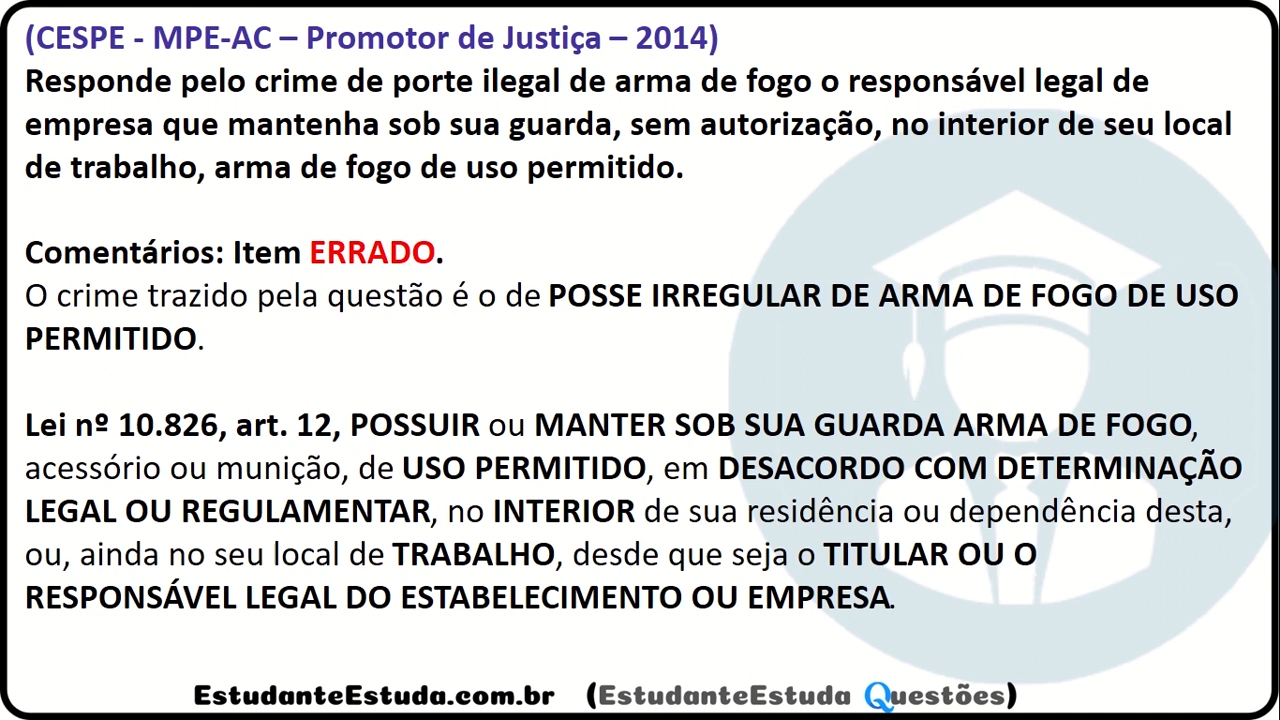 (CESPE - MPE-AC – Promotor de Justiça – 2014)
Responde pelo crime de porte ilegal de arma de fogo o responsável legal de
empresa que mantenha sob sua guarda, sem autorização, no interior de seu local
de trabalho, arma de fogo de uso permitido.
Comentários: Item ERRADO.
O crime trazido pela questão é o de POSSE IRREGULAR DE ARMA DE FOGO DE USO
PERMITIDO.
Lei nº 10.826, art. 12, POSSUIR ou MANTER SOB SUA GUARDA ARMA DE FOGO,
acessório ou munição, de USO PERMITIDO, em DESACORDO COM DETERMINAÇÃO
LEGAL OU REGULAMENTAR, no INTERIOR de sua residência ou dependência desta,
ou, ainda no seu local de TRABALHO, desde que seja o TITULAR OU O
RESPONSÁVEL LEGAL DO ESTABELECIMENTO OU EMPRESA.
EstudanteEstuda.com.br (EstudanteEstuda Questões)